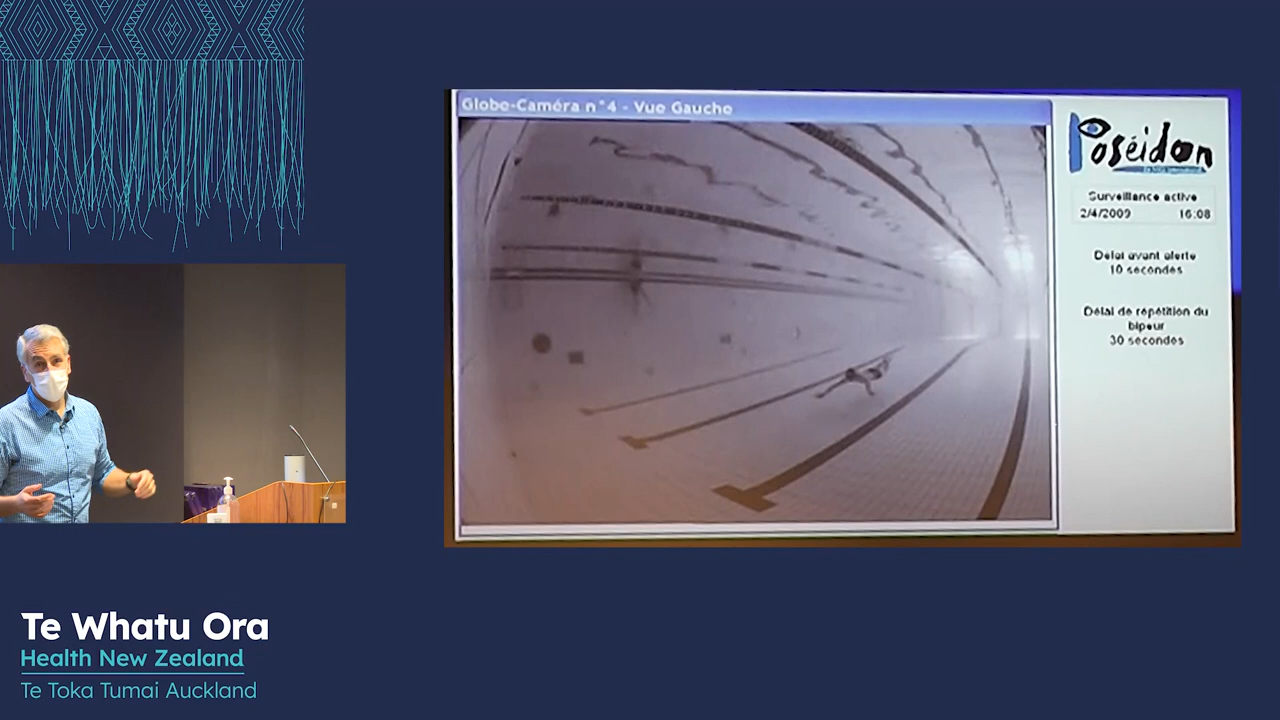 Globe-Caméra n°4 - Vue Gauche
Poséidon
Surveillance active
2/4/2009 16:08
Délai avant alerte
10 secondes
Délai de répétition du
bipeur
30 secondes
Te Whatu Ora
Health New Zealand
Te Toka Tumai Auckland